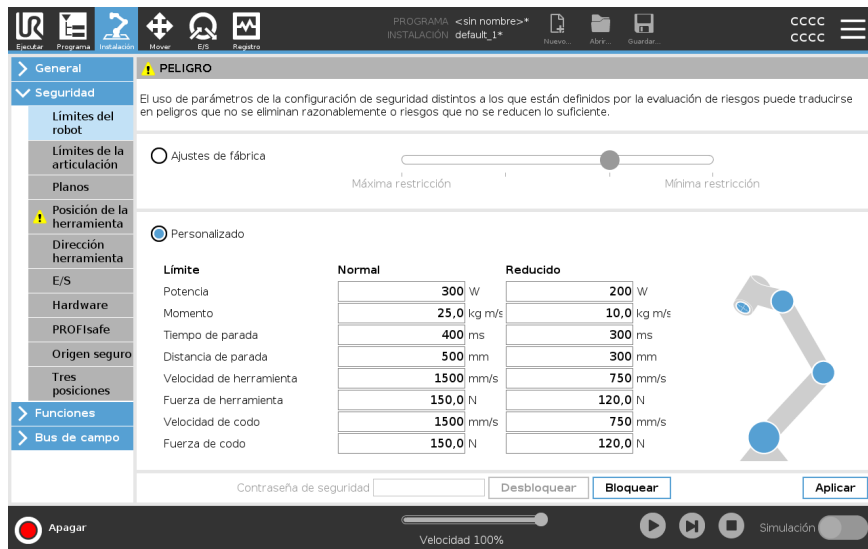 PROGRAMA <sin nombre>*
INSTALACIÓN default_1*
cccc
cccc
Ejecutar Programa Instalación Mover E/S Registro Nuevo... Abrir... Guardar...
General
PELIGRO
Seguridad
El uso de parámetros de la configuración de seguridad distintos a los que están definidos por la evaluación de riesgos puede traducirse
en peligros que no se eliminan razonablemente o riesgos que no se reducen lo suficiente.
Límites del
robot
Límites de la
articulación
Planos
Posición de la
herramienta
Dirección
herramienta
E/S
Hardware
PROFIsafe
Origen seguro
Tres
posiciones
Funciones
Bus de campo
Ajustes de fábrica
Máxima restricción Mínima restricción
Personalizado
Límite Normal Reducido
Potencia 300 W 200 W
Momento 25,0 kg m/s 10,0 kg m/s
Tiempo de parada 400 ms 300 ms
Distancia de parada 500 mm 300 mm
Velocidad de herramienta 1500 mm/s 750 mm/s
Fuerza de herramienta 150,0 N 120,0 N
Velocidad de codo 1500 mm/s 750 mm/s
Fuerza de codo 150,0 N 120,0 N
Contraseña de seguridad Desbloquear Bloquear Aplicar
Apagar Velocidad 100% Simulación